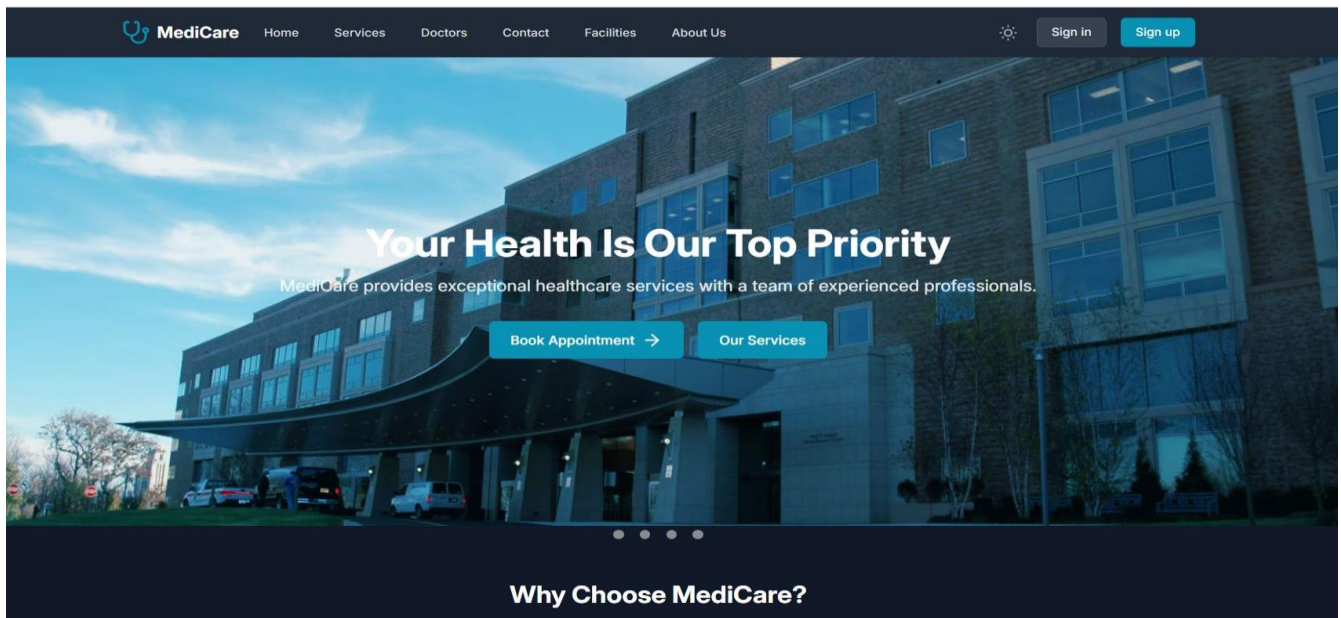 MediCare Home Services Doctors Contact Facilities About Us Sign in Sign up
Your Health Is Our Top Priority
MediCare provides exceptional healthcare services with a team of experienced professionals.
Book Appointment → Our Services
Why Choose MediCare?